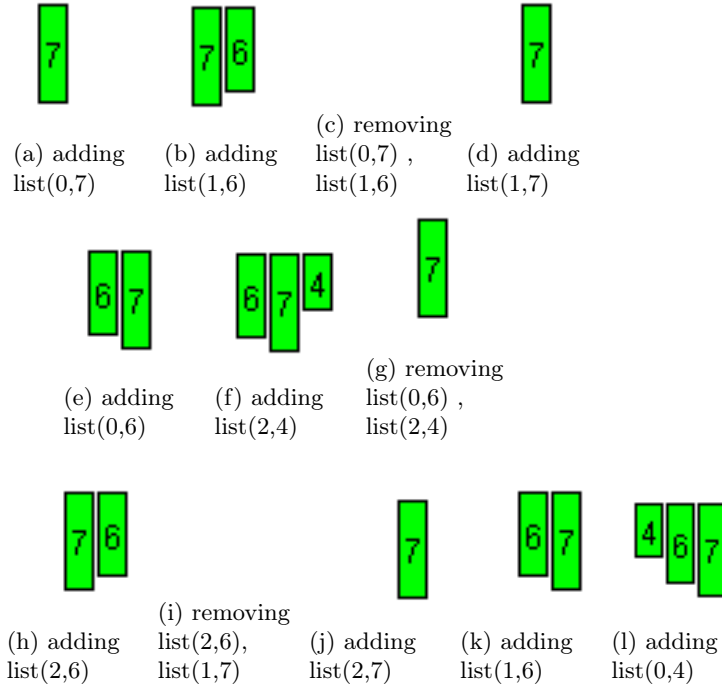 7
7 6
7
(a) adding
list(0,7)
(b) adding
list(1,6)
(c) removing
list(0,7) ,
list(1,6)
(d) adding
list(1,7)
6 7
6 7 4
7
(e) adding
list(0,6)
(f) adding
list(2,4)
(g) removing
list(0,6) ,
list(2,4)
7 6
7
6 7
4 6 7
(h) adding
list(2,6)
(i) removing
list(2,6),
list(1,7)
(j) adding
list(2,7)
(k) adding
list(1,6)
(l) adding
list(0,4)